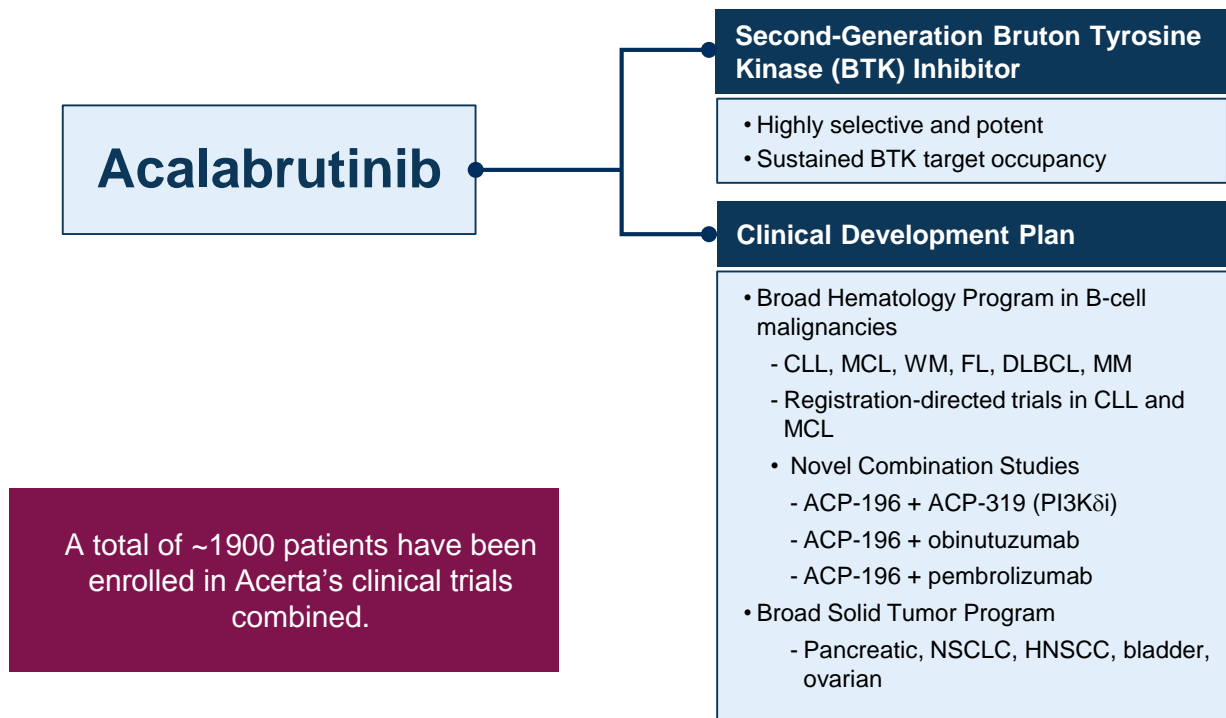 Acalabrutinib
Second-Generation Bruton Tyrosine
Kinase (BTK) Inhibitor
• Highly selective and potent
• Sustained BTK target occupancy
Clinical Development Plan
• Broad Hematology Program in B-cell
malignancies
- CLL, MCL, WM, FL, DLBCL, MM
- Registration-directed trials in CLL and
MCL
• Novel Combination Studies
- ACP-196 + ACP-319 (PI3Kδi)
- ACP-196 + obinutuzumab
- ACP-196 + pembrolizumab
• Broad Solid Tumor Program
- Pancreatic, NSCLC, HNSCC, bladder,
ovarian
A total of ~1900 patients have been
enrolled in Acerta’s clinical trials
combined.